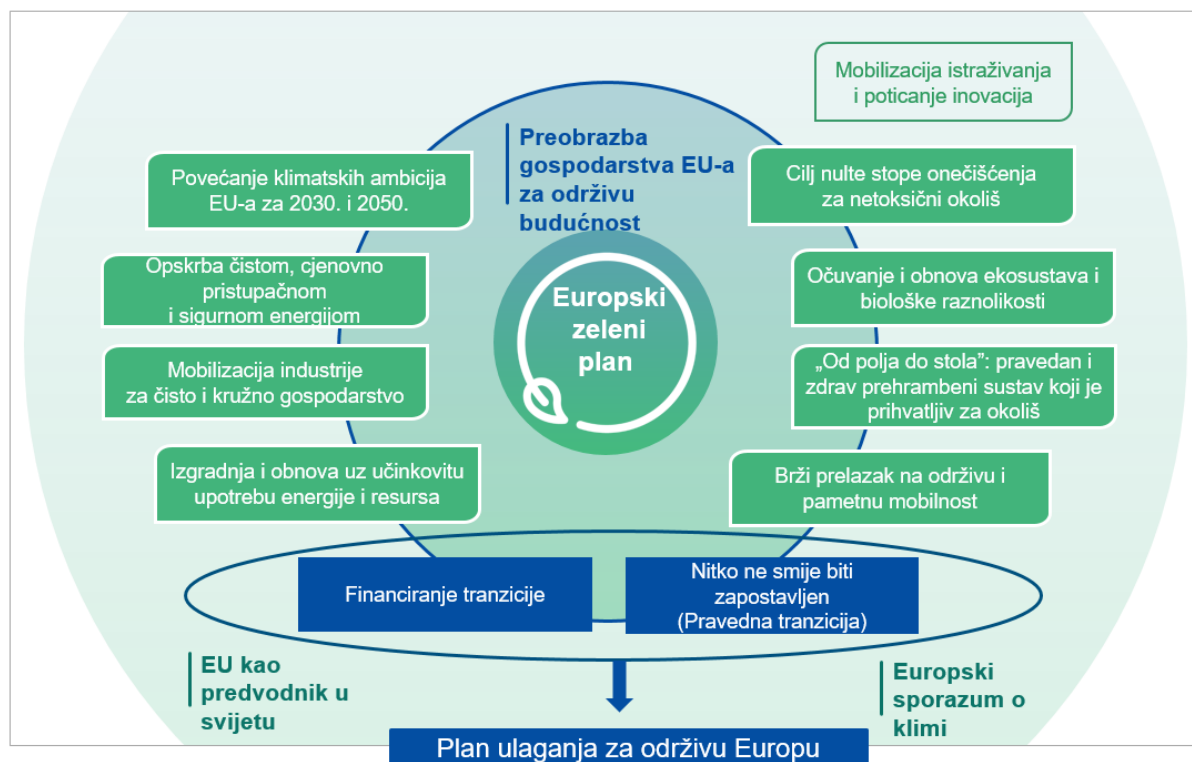 Mobilizacija istraživanja
i poticanje inovacija
Preobrazba
gospodarstva EU-a
za održivu
budućnost
Povećanje klimatskih ambicija
EU-a za 2030. i 2050.
Cilj nulte stope onečišćenja
za netoksični okoliš
Opskrba čistom, cjenovno
pristupačnom
i sigurnom energijom
Očuvanje i obnova ekosustava i
biološke raznolikosti
Europski
zeleni
plan
Mobilizacija industrije
za čisto i kružno gospodarstvo
„Od polja do stola”: pravedan i
zdrav prehrambeni sustav koji je
prihvatljiv za okoliš
Izgradnja i obnova uz učinkovitu
upotrebu energije i resursa
Brži prelazak na održivu i
pametnu mobilnost
Financiranje tranzicije
Nitko ne smije biti
zapostavljen
(Pravedna tranzicija)
EU kao
predvodnik u
svijetu
Europski
sporazum o
klimi
Plan ulaganja za održivu Europu